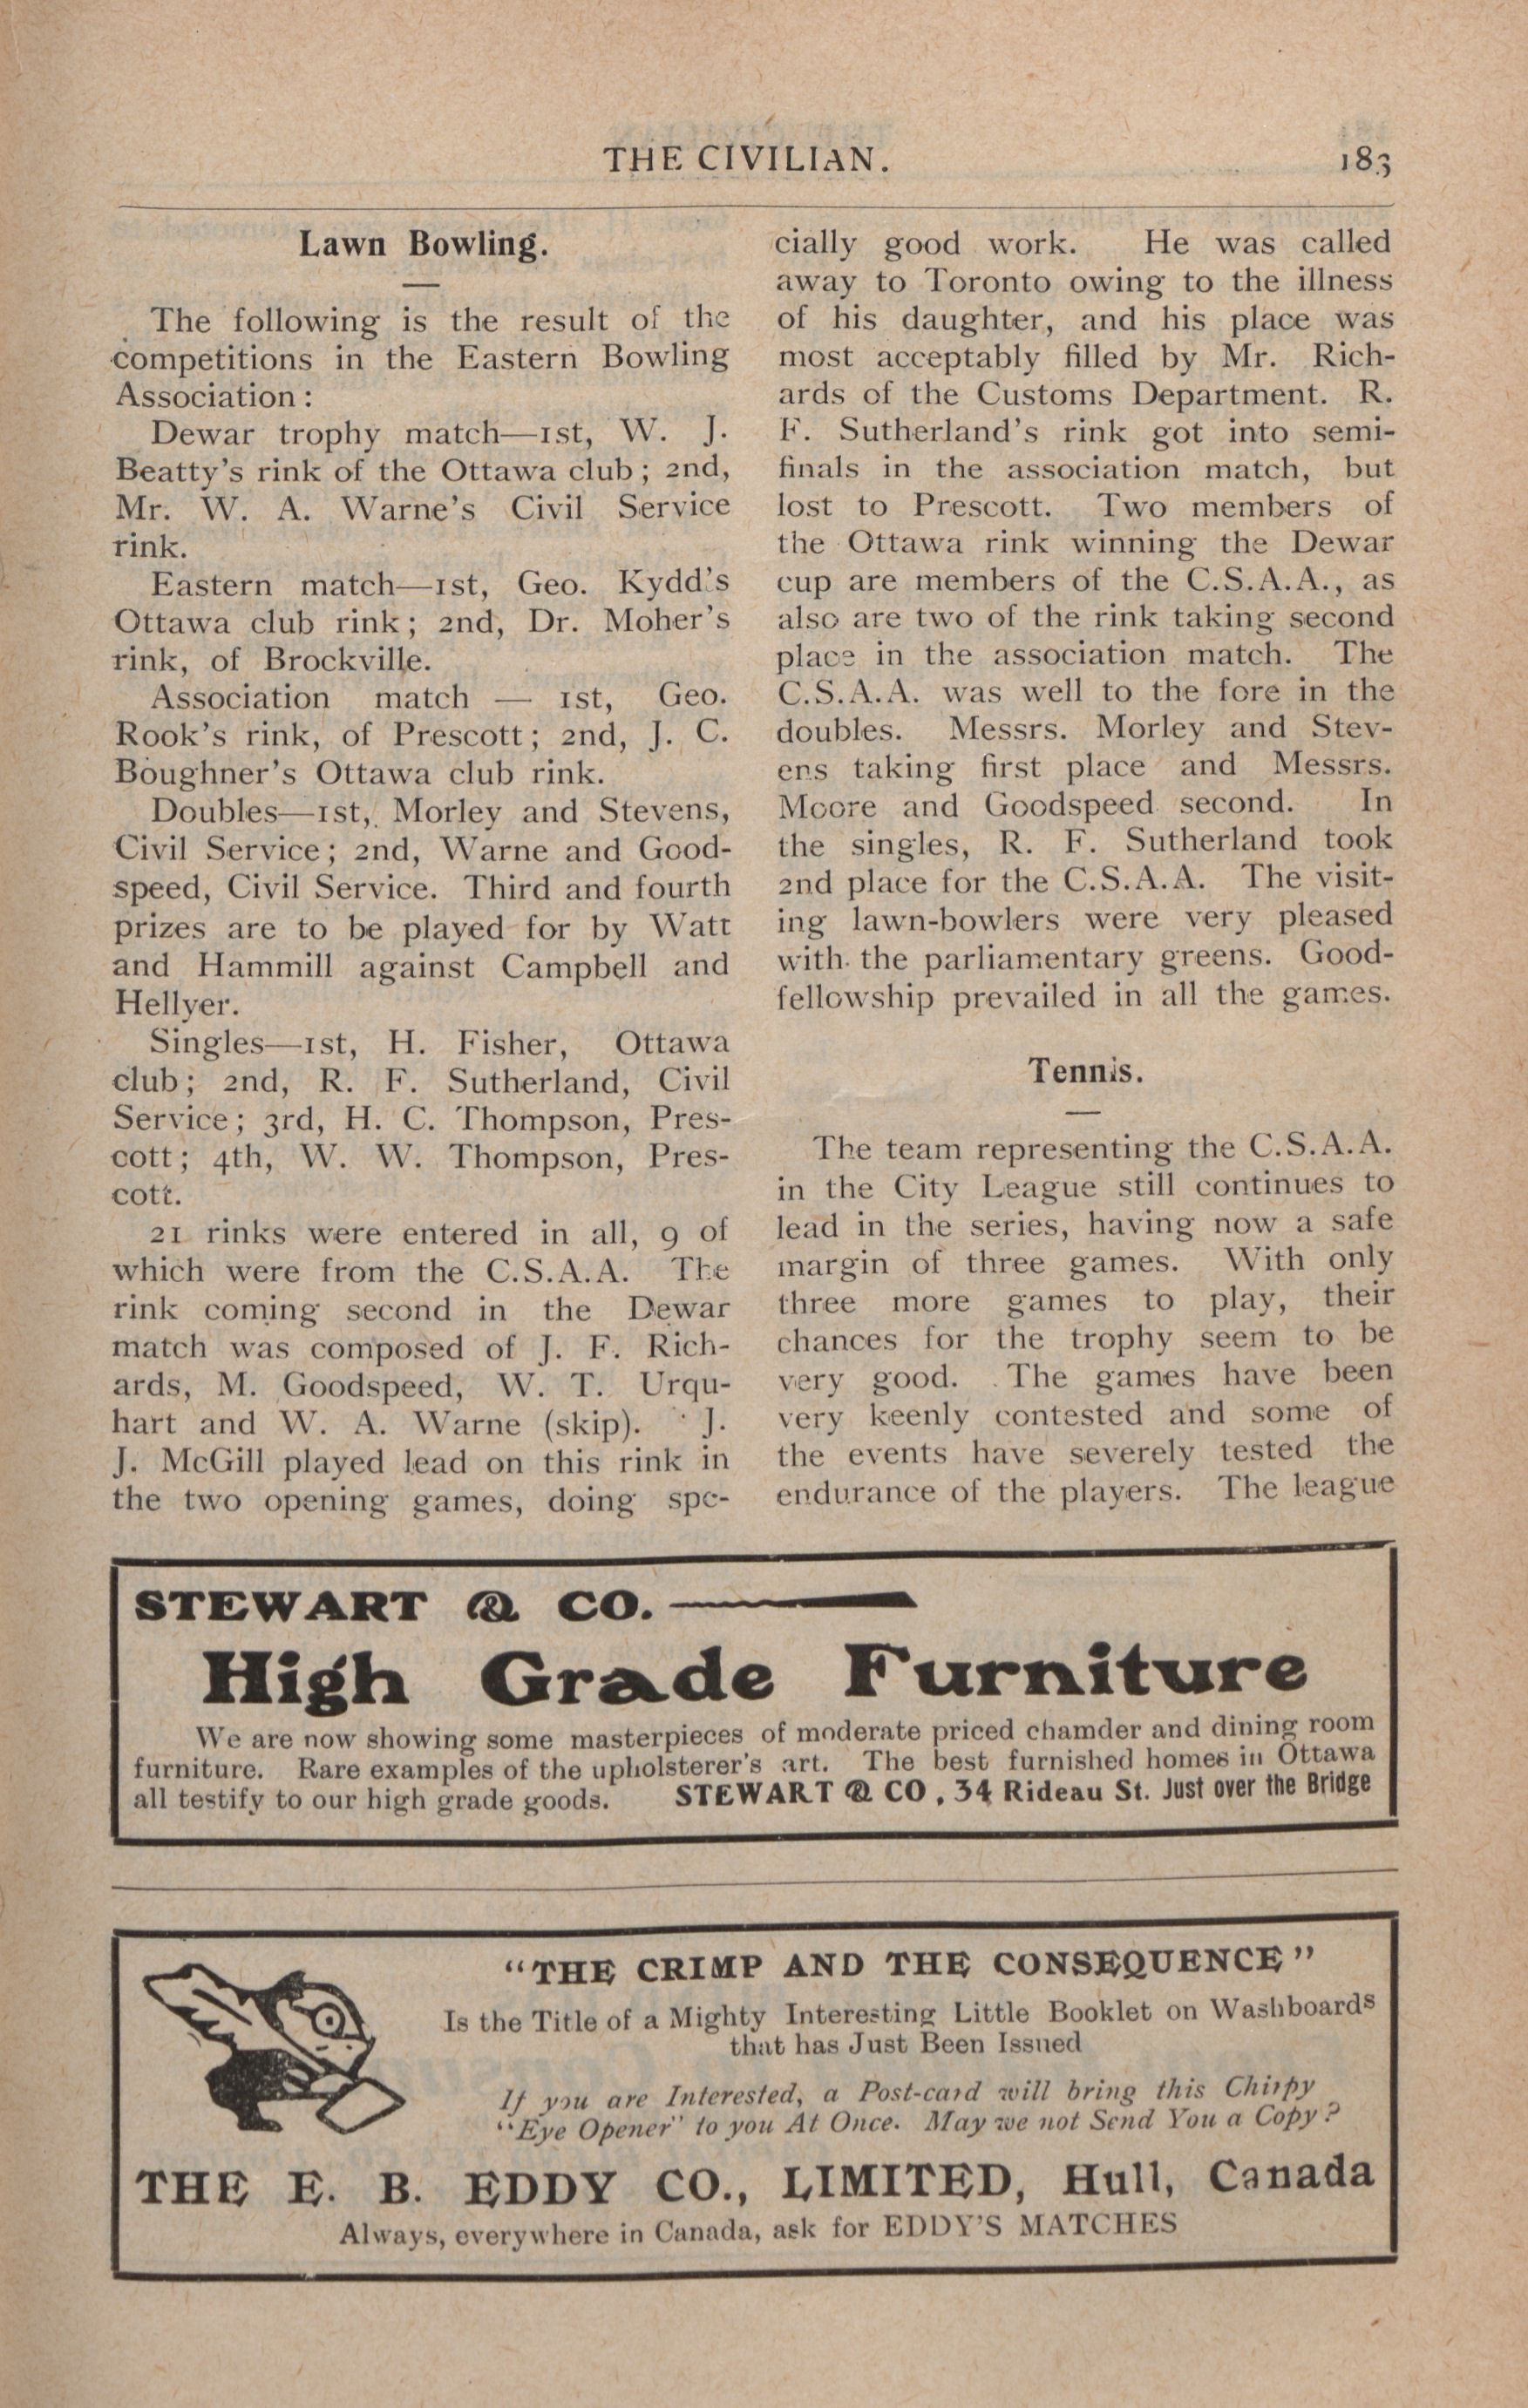 THE CIVILIAN.
183
Lawn Bowling.
The following is the result of the
competitions in the Eastern Bowling
Association:
Dewar trophy match—1st, W. J.
Beatty's rink of the Ottawa club; 2nd,
Mr. W. A. Warne's Civil Service
rink.
Eastern match—1st, Geo. Kydd's
Ottawa club rink; 2nd, Dr. Moher's
rink, of Brockville.
Association match — 1st, Geo.
Rook's rink, of Prescott; 2nd, J. C.
Boughner's Ottawa club rink.
Doubles—1st, Morley and Stevens,
Civil Service; 2nd, Warne and Good-
speed, Civil Service. Third and fourth
prizes are to be played for by Watt
and Hammill against Campbell and
Hellyer.
Singles—1st, H. Fisher, Ottawa
club; 2nd, R. F. Sutherland, Civil
Service; 3rd, H. C. Thompson, Pres-
cott; 4th, W. W. Thompson, Pres-
cott.
21 rinks were entered in all, 9 of
which were from the C.S.A.A. The
rink coming second in the Dewar
match was composed of J. F. Rich-
ards, M. Goodspeed, W. T. Urqu-
hart and W. A. Warne (skip). J.
J. McGill played lead on this rink in
the two opening games, doing spe-
cially good work. He was called
away to Toronto owing to the illness
of his daughter, and his place was
most acceptably filled by Mr. Rich-
ards of the Customs Department. R.
F. Sutherland's rink got into semi-
finals in the association match, but
lost to Prescott. Two members of
the Ottawa rink winning the Dewar
cup are members of the C.S.A.A., as
also are two of the rink taking second
place in the association match. The
C.S.A.A. was well to the fore in the
doubles. Messrs. Morley and Stev-
ens taking first place and Messrs.
Moore and Goodspeed second. In
the singles, R. F. Sutherland took
2nd place for the C.S.A.A. The visit-
ing lawn-bowlers were very pleased
with the parliamentary greens. Good-
fellowship prevailed in all the games.
Tennis.
The team representing the C.S.A.A.
in the City League still continues to
lead in the series, having now a safe
margin of three games. With only
three more games to play, their
chances for the trophy seem to be
very good. The games have been
very keenly contested and some of
the events have severely tested the
endurance of the players. The league
STEWART & CO.
High Grade Furniture
We are now showing some masterpieces of moderate priced chamder and dining room
furniture. Rare examples of the upholsterer's art. The best furnished homes in Ottawa
all testify to our high grade goods. STEWART & CO, 34 Rideau St. Just over the Bridge
"THE CRIMP AND THE CONSEQUENCE"
Is the Title of a Mighty Interesting Little Booklet on Washboards
that has Just Been Issued
If you are Interested, a Post-card will bring this Chirpy
"Eye Opener" to you At Once. May we not Send You a Copy?
THE E. B. EDDY CO., LIMITED, Hull, Canada
Always, everywhere in Canada, ask for EDDY'S MATCHES